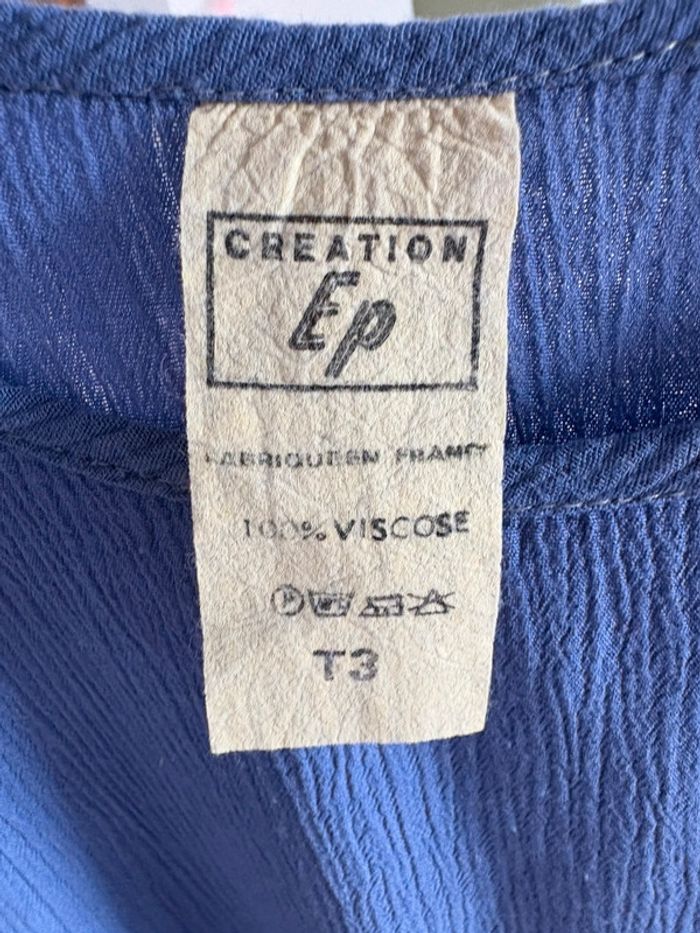 CREATION
Ep
FABRIQUE EN FRANCE
100% VISCOSE
P
T3